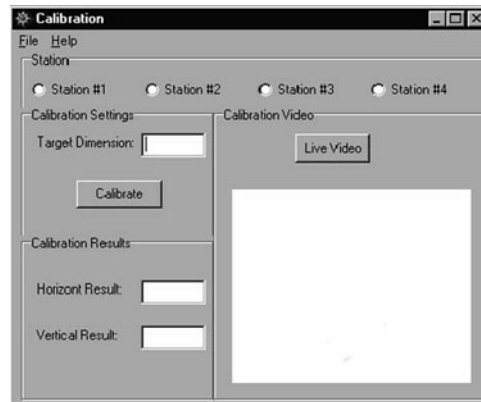 Calibration
File Help
Station
Station #1 Station #2 Station #3 Station #4
Calibration Settings
Target Dimension:
Calibrate
Calibration Results
Horizont Result:
Vertical Result:
Calibration Video
Live Video